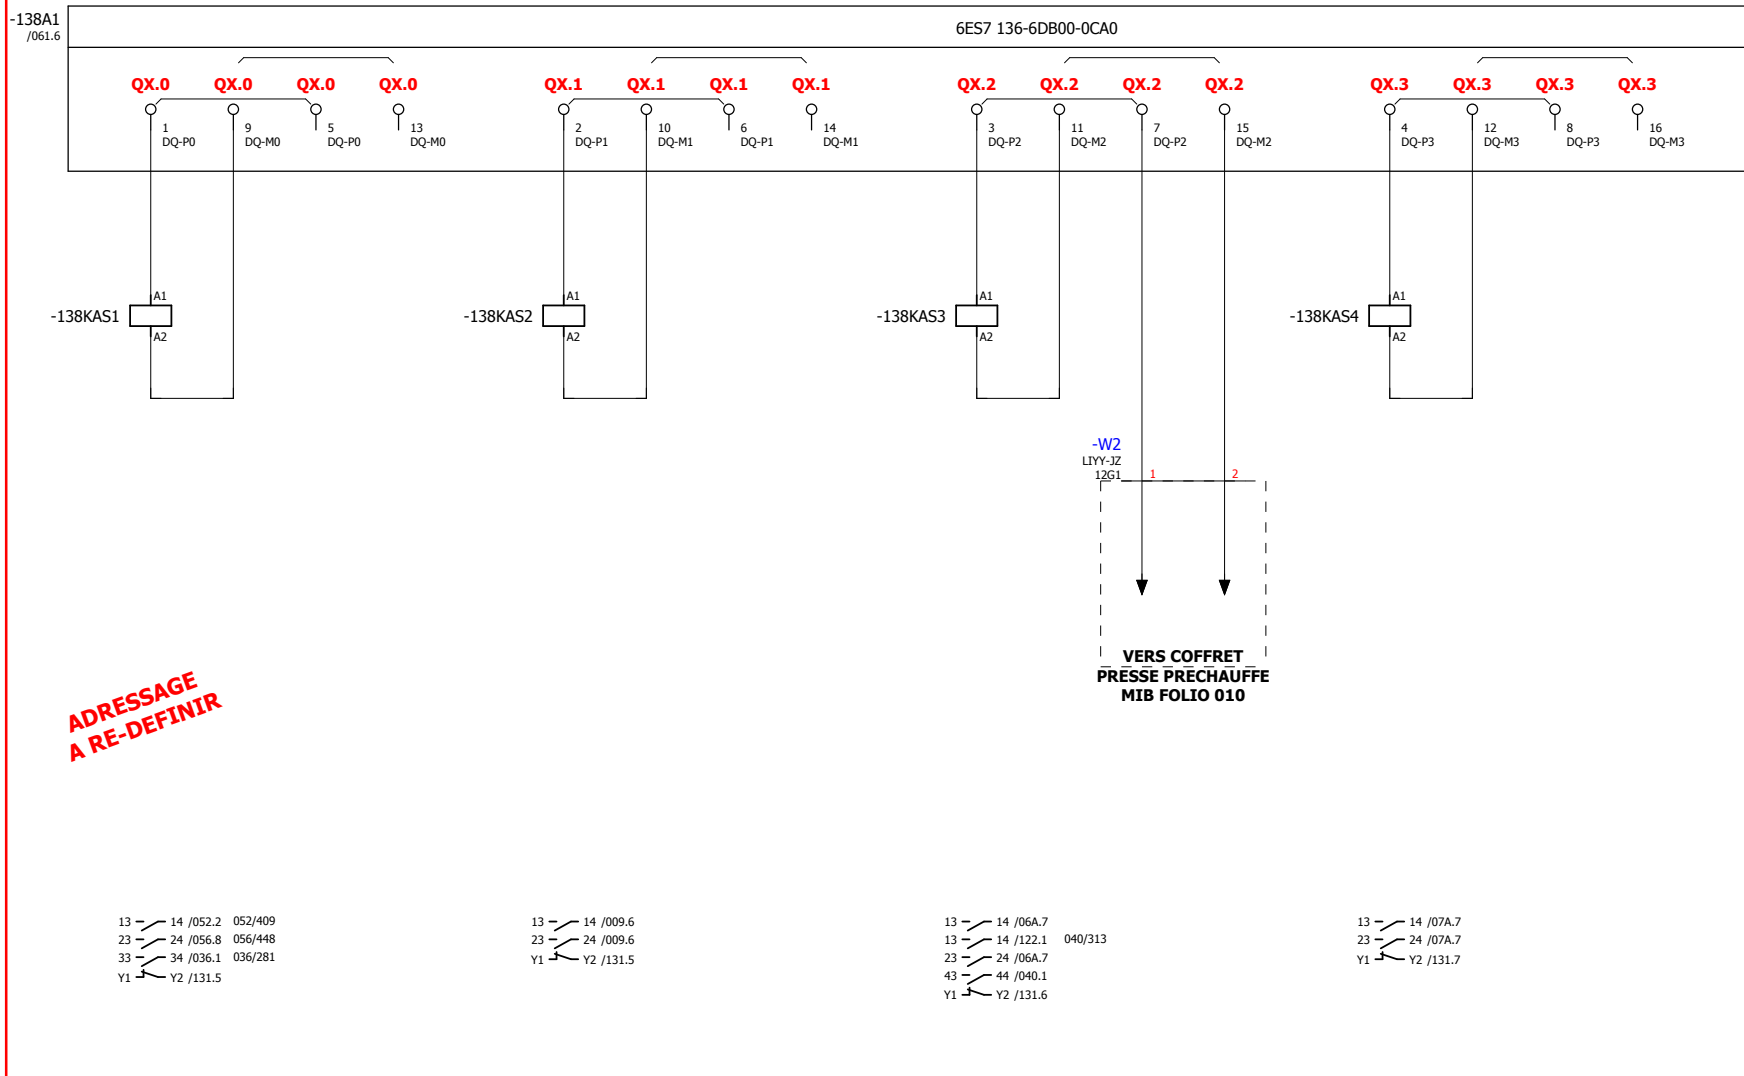 -138A1
/061.6
6ES7 136-6DB00-0CA0
QX.0 QX.0 QX.0 QX.0 QX.1 QX.1 QX.1 QX.1 QX.2 QX.2 QX.2 QX.2 QX.3 QX.3 QX.3 QX.3
1 9 5 13 2 10 6 14 3 11 7 15 4 12 8 16
DQ-P0 DQ-M0 DQ-P0 DQ-M0 DQ-P1 DQ-M1 DQ-P1 DQ-M1 DQ-P2 DQ-M2 DQ-P2 DQ-M2 DQ-P3 DQ-M3 DQ-P3 DQ-M3
A1 A1 A1 A1
-138KAS1 -138KAS2 -138KAS3 -138KAS4
A2 A2 A2 A2
-W2
LIYY-JZ
12G1 1 2
VERS COFFRET
PRESSE PRECHAUFFE
MIB FOLIO 010
ADRESSAGE
A RE-DEFINIR
13 14 /052.2 052/409
23 24 /056.8 056/448
33 34 /036.1 036/281
Y1 Y2 /131.5
13 14 /009.6
23 24 /009.6
Y1 Y2 /131.5
13 14 /06A.7
13 14 /122.1 040/313
23 24 /06A.7
43 44 /040.1
Y1 Y2 /131.6
13 14 /07A.7
23 24 /07A.7
Y1 Y2 /131.7